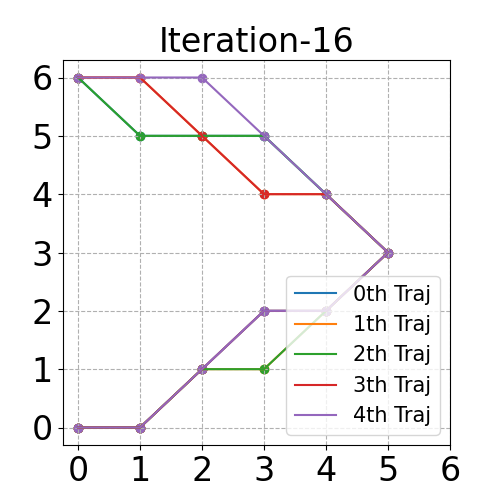 Iteration-16
6
5
4
3
2
1
0
0th Traj
1th Traj
2th Traj
3th Traj
4th Traj
0 1 2 3 4 5 6